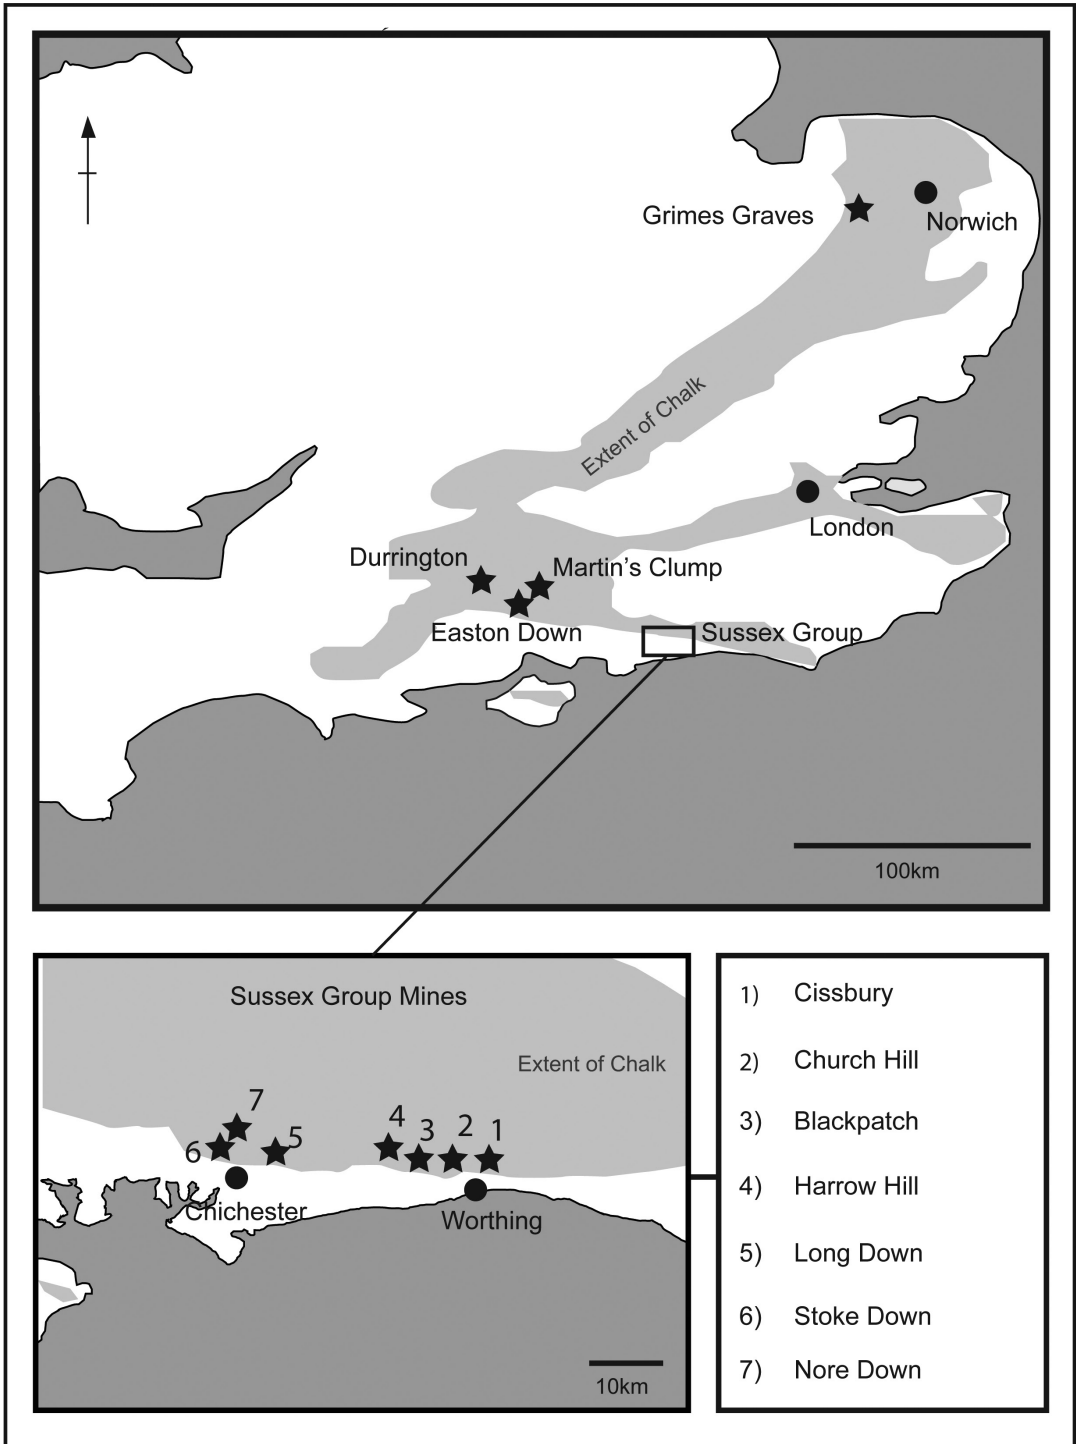 Grimes Graves
Norwich
Extent of Chalk
London
Durrington
Martin's Clump
Easton Down
Sussex Group
100km
Sussex Group Mines
Extent of Chalk
7
6
5
4
3
2
1
Chichester
Worthing
10km
1) Cissbury
2) Church Hill
3) Blackpatch
4) Harrow Hill
5) Long Down
6) Stoke Down
7) Nore Down